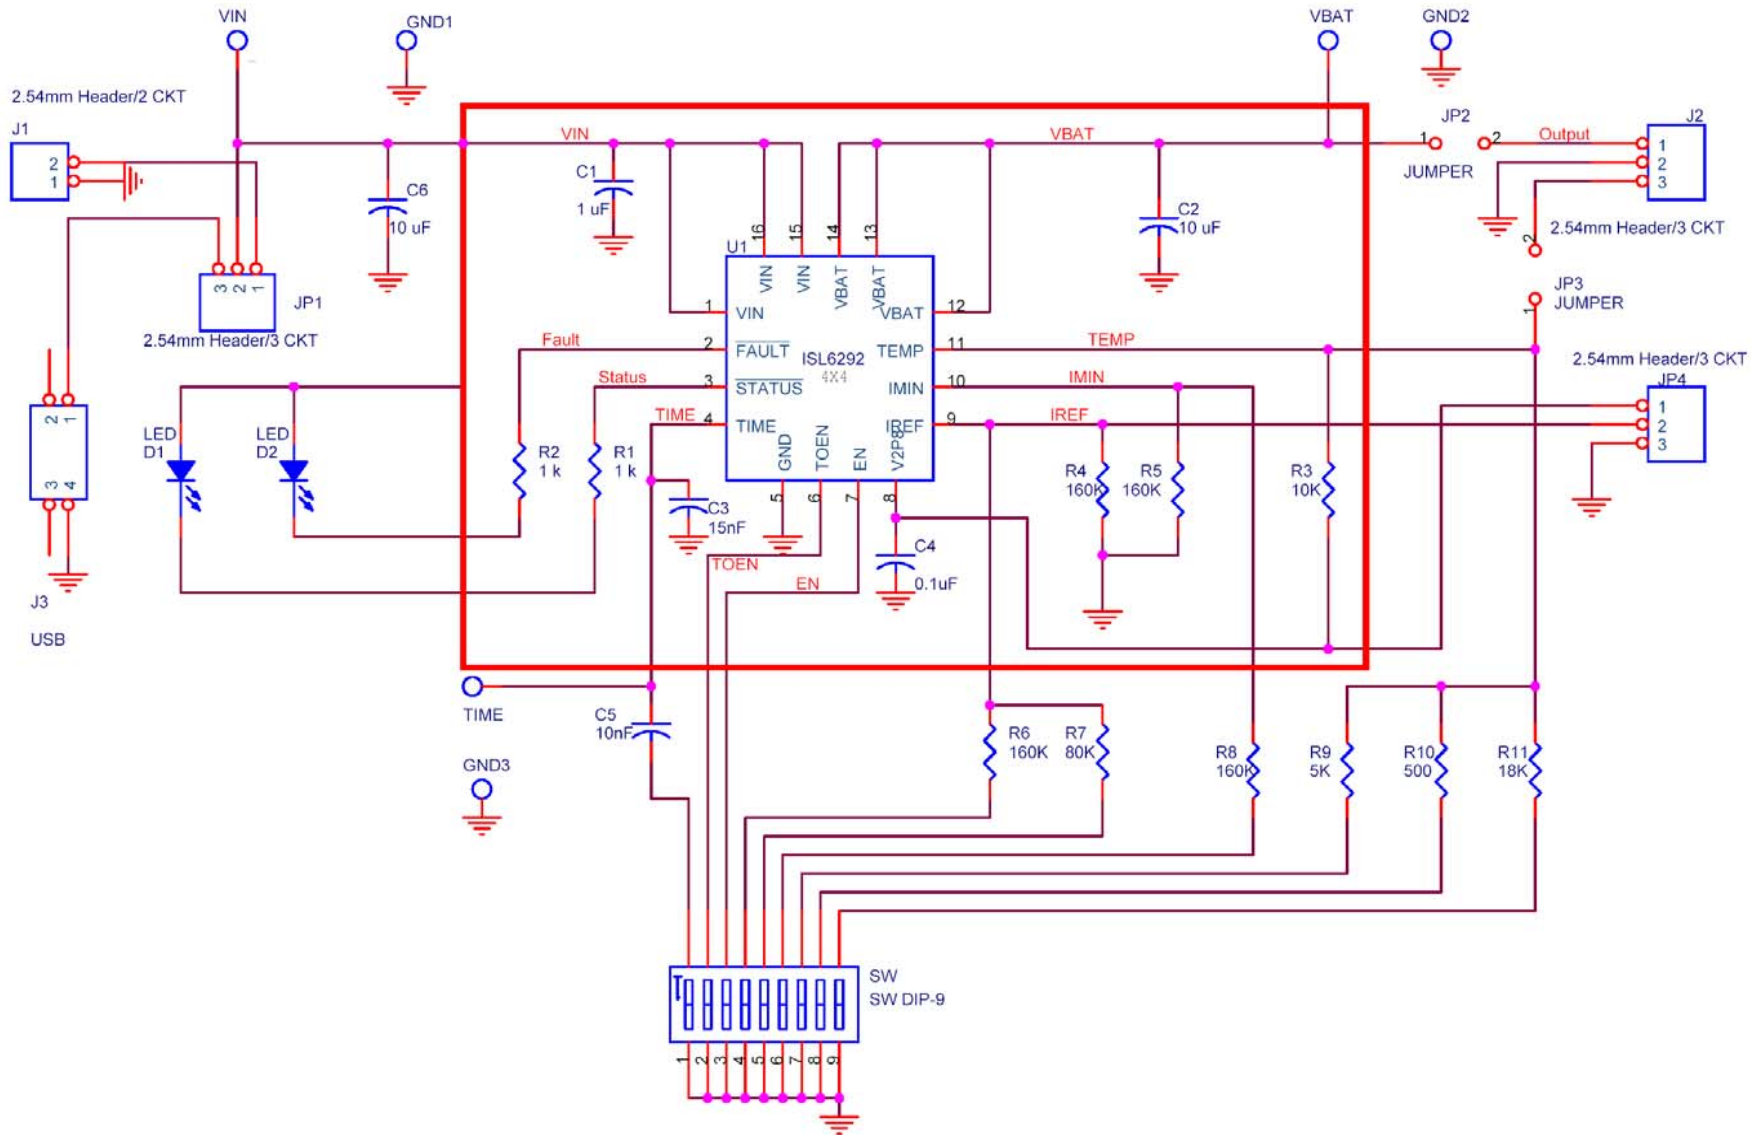 VIN
GND1
VBAT
GND2
2.54mm Header/2 CKT
J1
2
1
VIN
VBAT
1
JP2
2
JUMPER
Output
J2
1
2
3
2.54mm Header/3 CKT
C6
10 uF
C1
1 uF
C2
10 uF
3
2
1
JP1
2.54mm Header/3 CKT
U1
16
15
14
13
VIN
VIN
VBAT
VBAT
1
VIN
VBAT
12
2
FAULT
TEMP
11
3
STATUS
IMIN
10
4
TIME
IREF
9
ISL6292
4X4
GND
TOEN
EN
V2P8
5
6
7
8
Fault
Status
TIME
TEMP
IMIN
IREF
2
JP3
JUMPER
1
2.54mm Header/3 CKT
JP4
1
2
3
2
1
3
4
J3
USB
LED
D1
LED
D2
R2
1 k
R1
1 k
C3
15nF
TOEN
EN
C4
0.1uF
R4
160K
R5
160K
R3
10K
TIME
C5
10nF
GND3
R6
160K
R7
80K
R8
160K
R9
5K
R10
500
R11
18K
SW
SW DIP-9
1
2
3
4
5
6
7
8
9